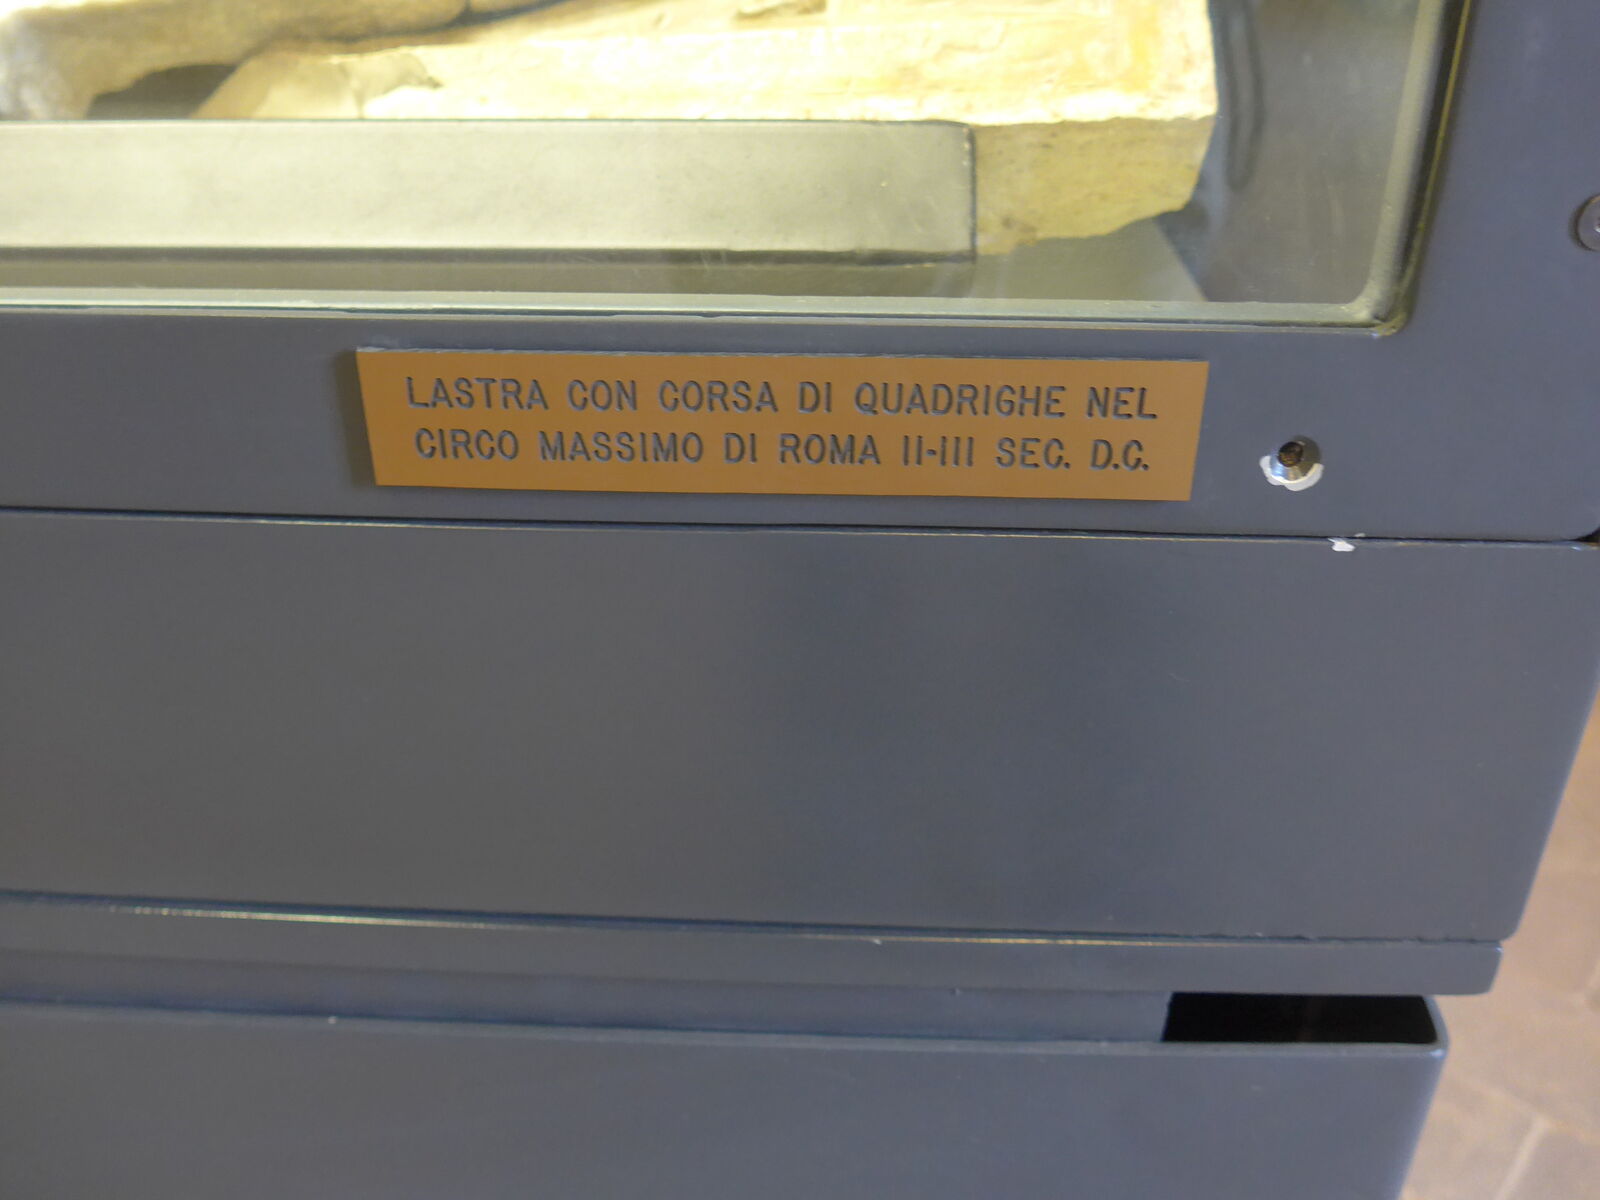 LASTRA CON CORSA DI QUADRIGHE NEL
CIRCO MASSIMO DI ROMA II-III SEC. D.C.